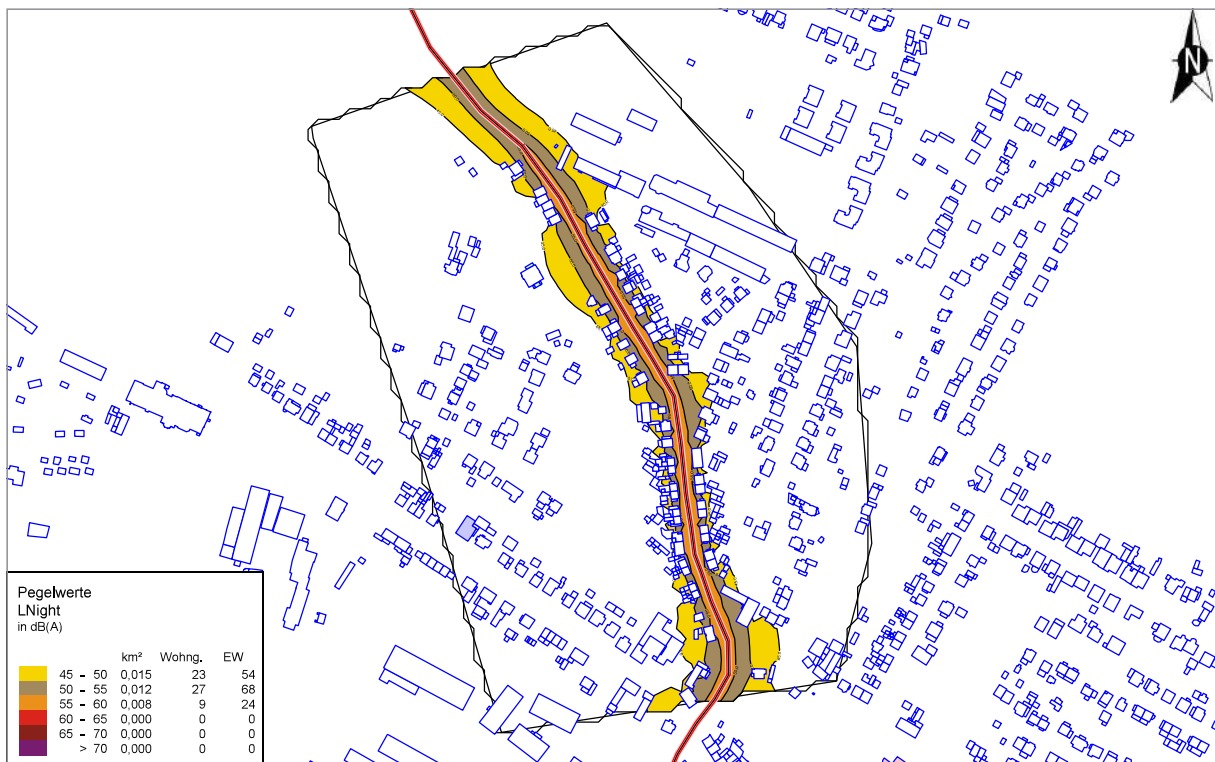 N
Pegelwerte
LNight
in dB(A)
km² Wohng. EW
45 - 50 0,015 23 54
50 - 55 0,012 27 68
55 - 60 0,008 9 24
60 - 65 0,000 0 0
65 - 70 0,000 0 0
> 70 0,000 0 0